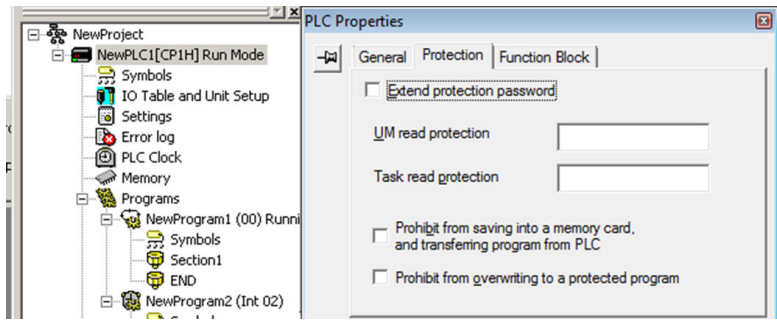 NewProject
NewPLC1[CP1H] Run Mode
Symbols
IO Table and Unit Setup
Settings
Error log
PLC Clock
Memory
Programs
NewProgram1 (00) Runni
Symbols
Section1
END
NewProgram2 (Int 02)
PLC Properties
General Protection Function Block
Extend protection password
UM read protection
Task read protection
Prohibit from saving into a memory card,
and transferring program from PLC
Prohibit from overwriting to a protected program